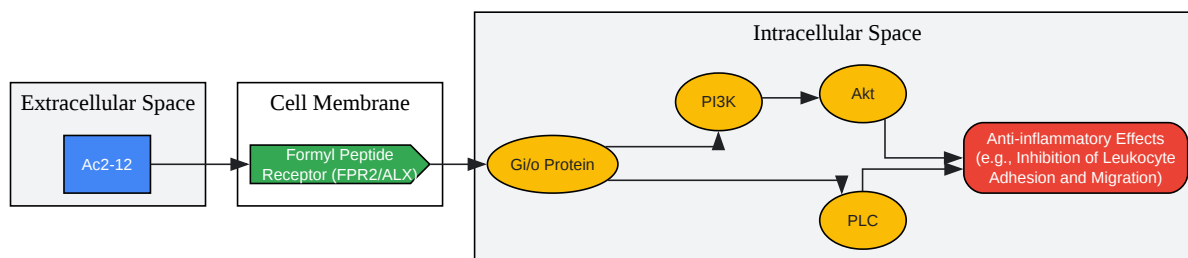 Intracellular Space
Extracellular Space
Cell Membrane
Ac2-12
Formyl Peptide
Receptor (FPR2/ALX)
Gi/o Protein
PI3K
Akt
PLC
Anti-inflammatory Effects
(e.g., Inhibition of Leukocyte
Adhesion and Migration)